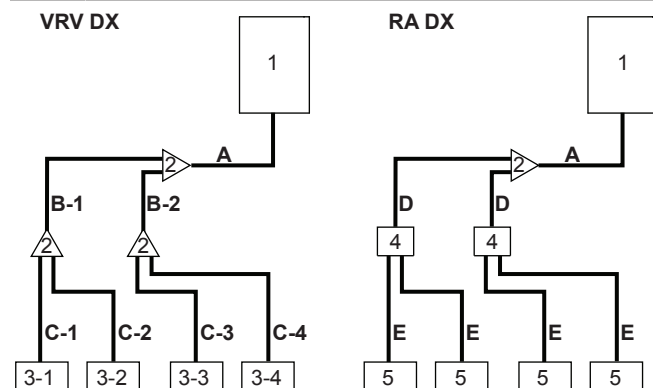 VRV DX RA DX
1 1
2 A 2 A
B-1 B-2 D D
2 2 4 4
C-1 C-2 C-3 C-4 E E E E
3-1 3-2 3-3 3-4 5 5 5 5